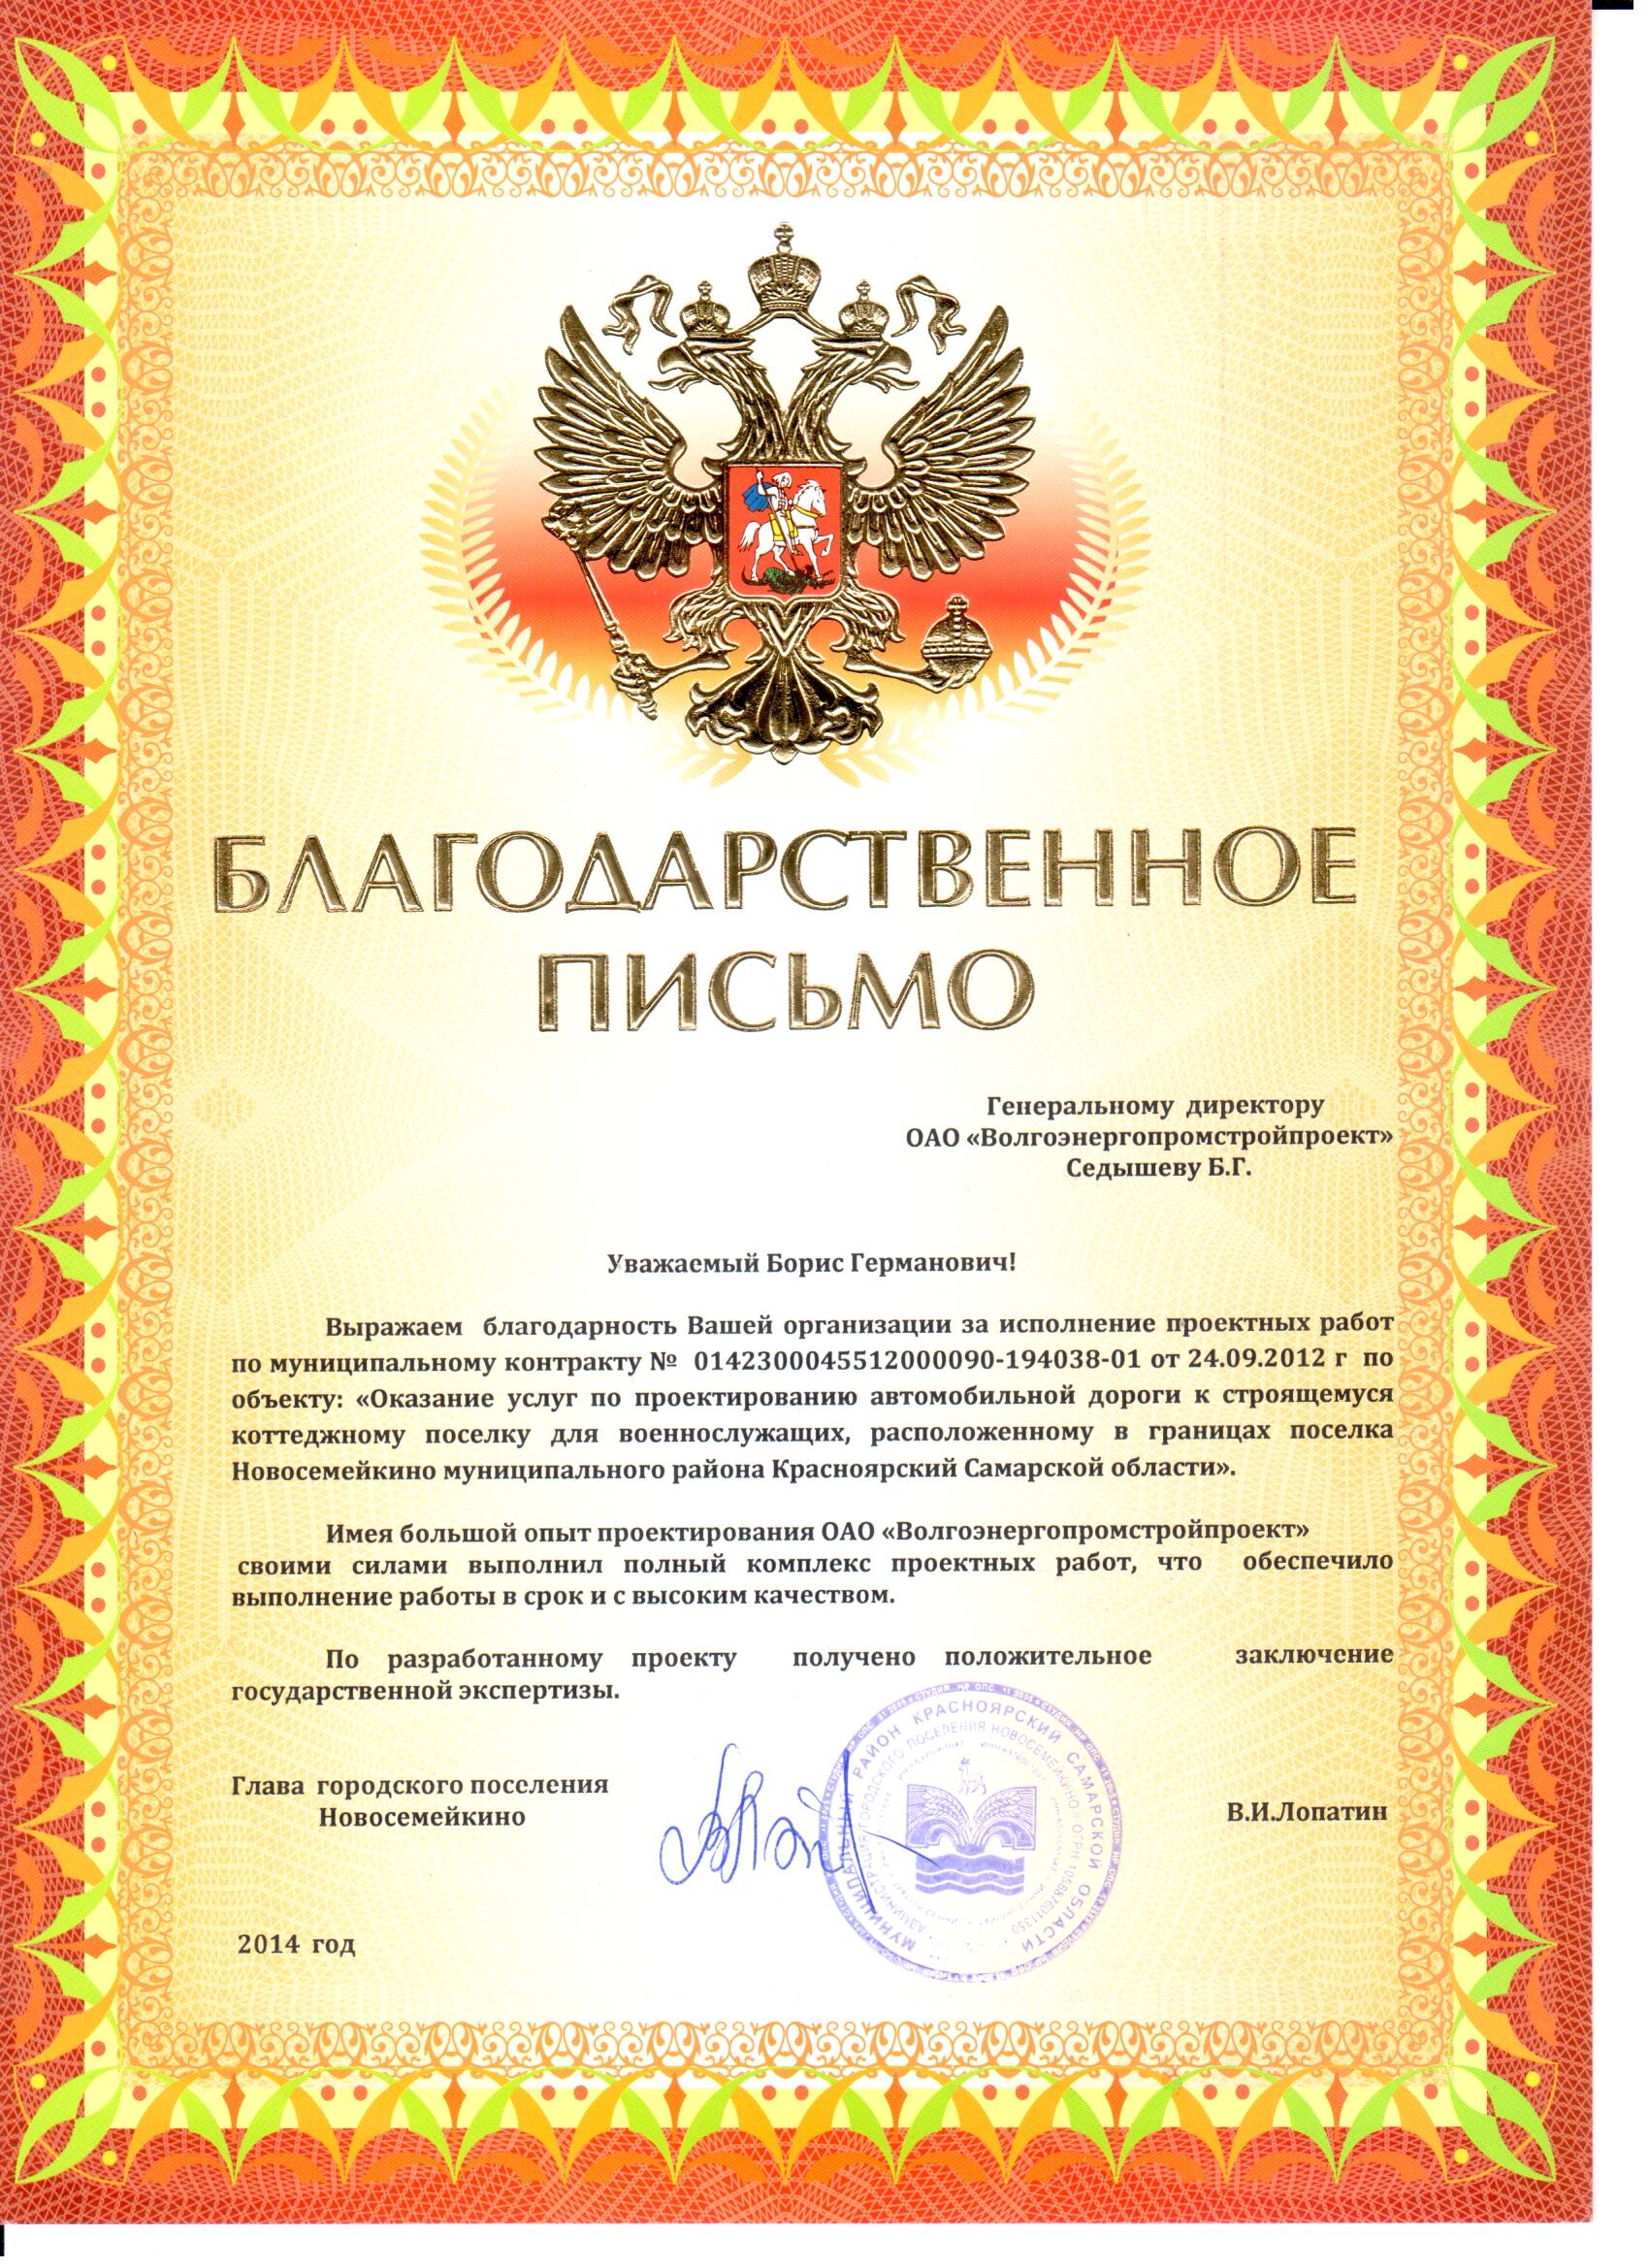 БЛАГОДАРСТВЕННОЕ
ПИСЬМО
Генеральному директору
ОАО «Волгоэнергопромстройпроект»
Седышеву Б.Г.
Уважаемый Борис Германович!
Выражаем благодарность Вашей организации за исполнение проектных работ
по муниципальному контракту № 0142300045512000090-194038-01 от 24.09.2012 г по
объекту: «Оказание услуг по проектированию автомобильной дороги к строящемуся
коттеджному поселку для военнослужащих, расположенному в границах поселка
Новосемейкино муниципального района Красноярский Самарской области».
Имея большой опыт проектирования ОАО «Волгоэнергопромстройпроект»
своими силами выполнил полный комплекс проектных работ, что обеспечило
выполнение работы в срок и с высоким качеством.
По разработанному проекту получено положительное заключение
государственной экспертизы.
Глава городского поселения
Новосемейкино
В.И.Лопатин
МУНИЦИПАЛЬНЫЙ РАЙОН КРАСНОЯРСКИЙ САМАРСКОЙ ОБЛАСТИ
АДМИНИСТРАЦИЯ ГОРОДСКОГО ПОСЕЛЕНИЯ НОВОСЕМЕЙКИНО
2014 год